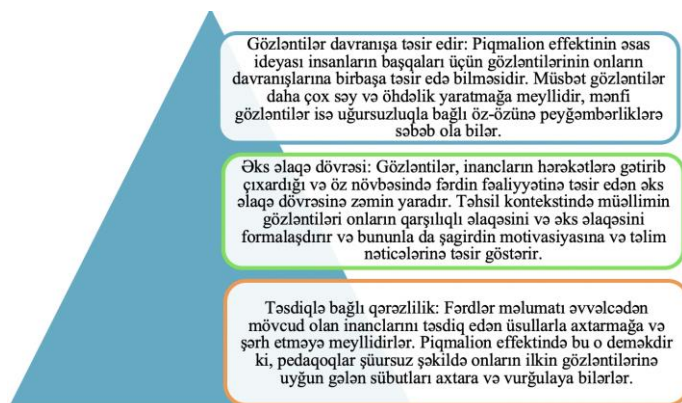 Gözləntilər davranışa təsir edir: Piqmalion effektinin əsas
ideyası insanların başqaları üçün gözləntilərinin onların
davranışlarına birbaşa təsir edə bilməsidir. Müsbət gözləntilər
daha çox səy və öhdəlik yaratmağa meyllidir, mənfi
gözləntilər isə uğursuzluqla bağlı öz-özünə peyğəmbərliklərə
səbəb ola bilər.
Əks əlaqə dövrəsi: Gözləntilər, inancların hərəkətlərə gətirib
çıxardığı və öz növbəsində fərdin fəaliyyətinə təsir edən əks
əlaqə dövrəsinə zəmin yaradır. Təhsil kontekstində müəllimin
gözləntiləri onların qarşılıqlı əlaqəsini və əks əlaqəsini
formalaşdırır və bununla da şagirdin motivasiyasına və təlim
nəticələrinə təsir göstərir.
Təsdiqlə bağlı qərəzlilik: Fərdlər məlumatı əvvəlcədən
mövcud olan inanclarını təsdiq edən üsullarla axtarmağa və
şərh etməyə meyllidirlər. Piqmalion effektində bu o deməkdir
ki, pedaqoqlar şüursuz şəkildə onların ilkin gözləntilərinə
uyğun gələn sübutları axtara və vurğulaya bilərlər.